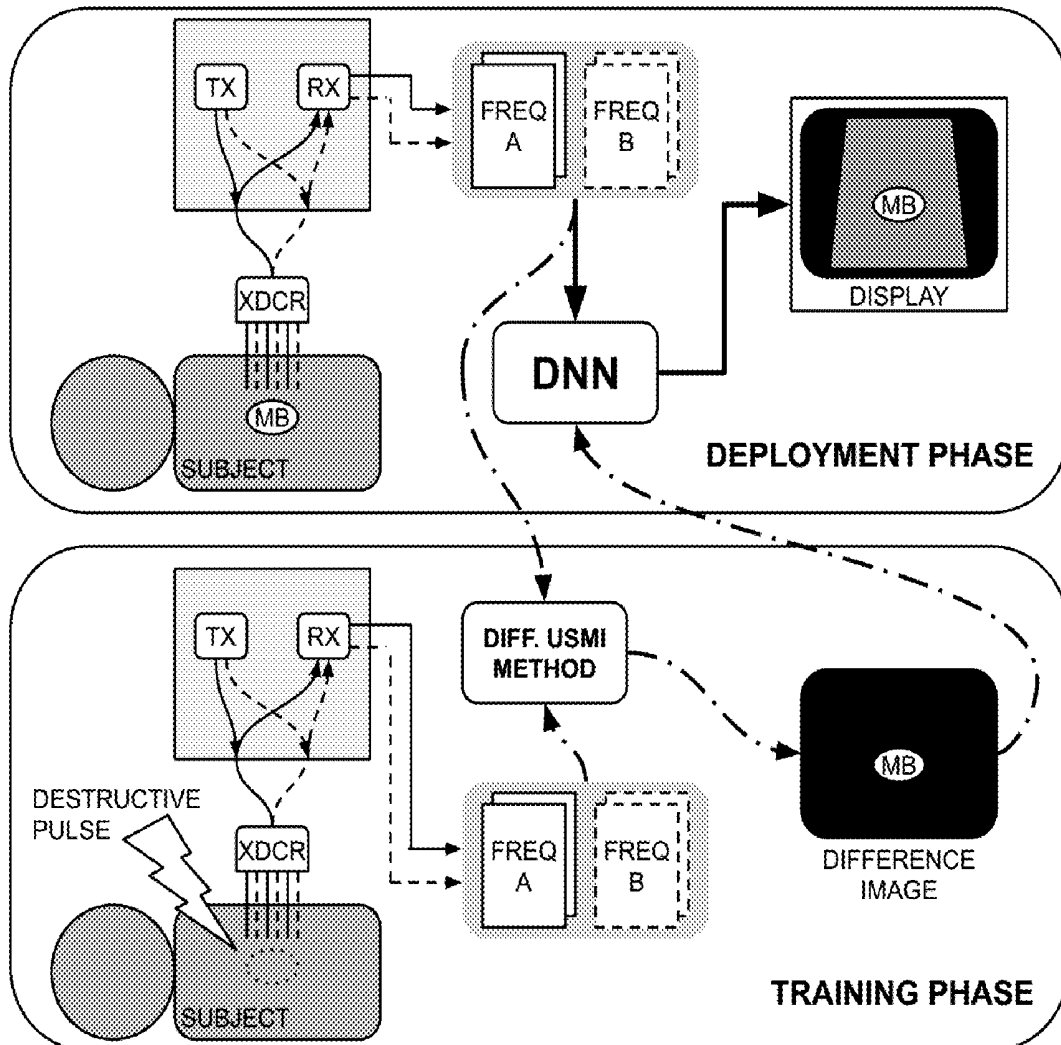 TX
RX
FREQ
A
FREQ
B
MB
DISPLAY
XDCR
DNN
MB
SUBJECT
DEPLOYMENT PHASE
TX
RX
DIFF. USMI
METHOD
MB
DESTRUCTIVE
PULSE
XDCR
FREQ
A
FREQ
B
DIFFERENCE
IMAGE
SUBJECT
TRAINING PHASE